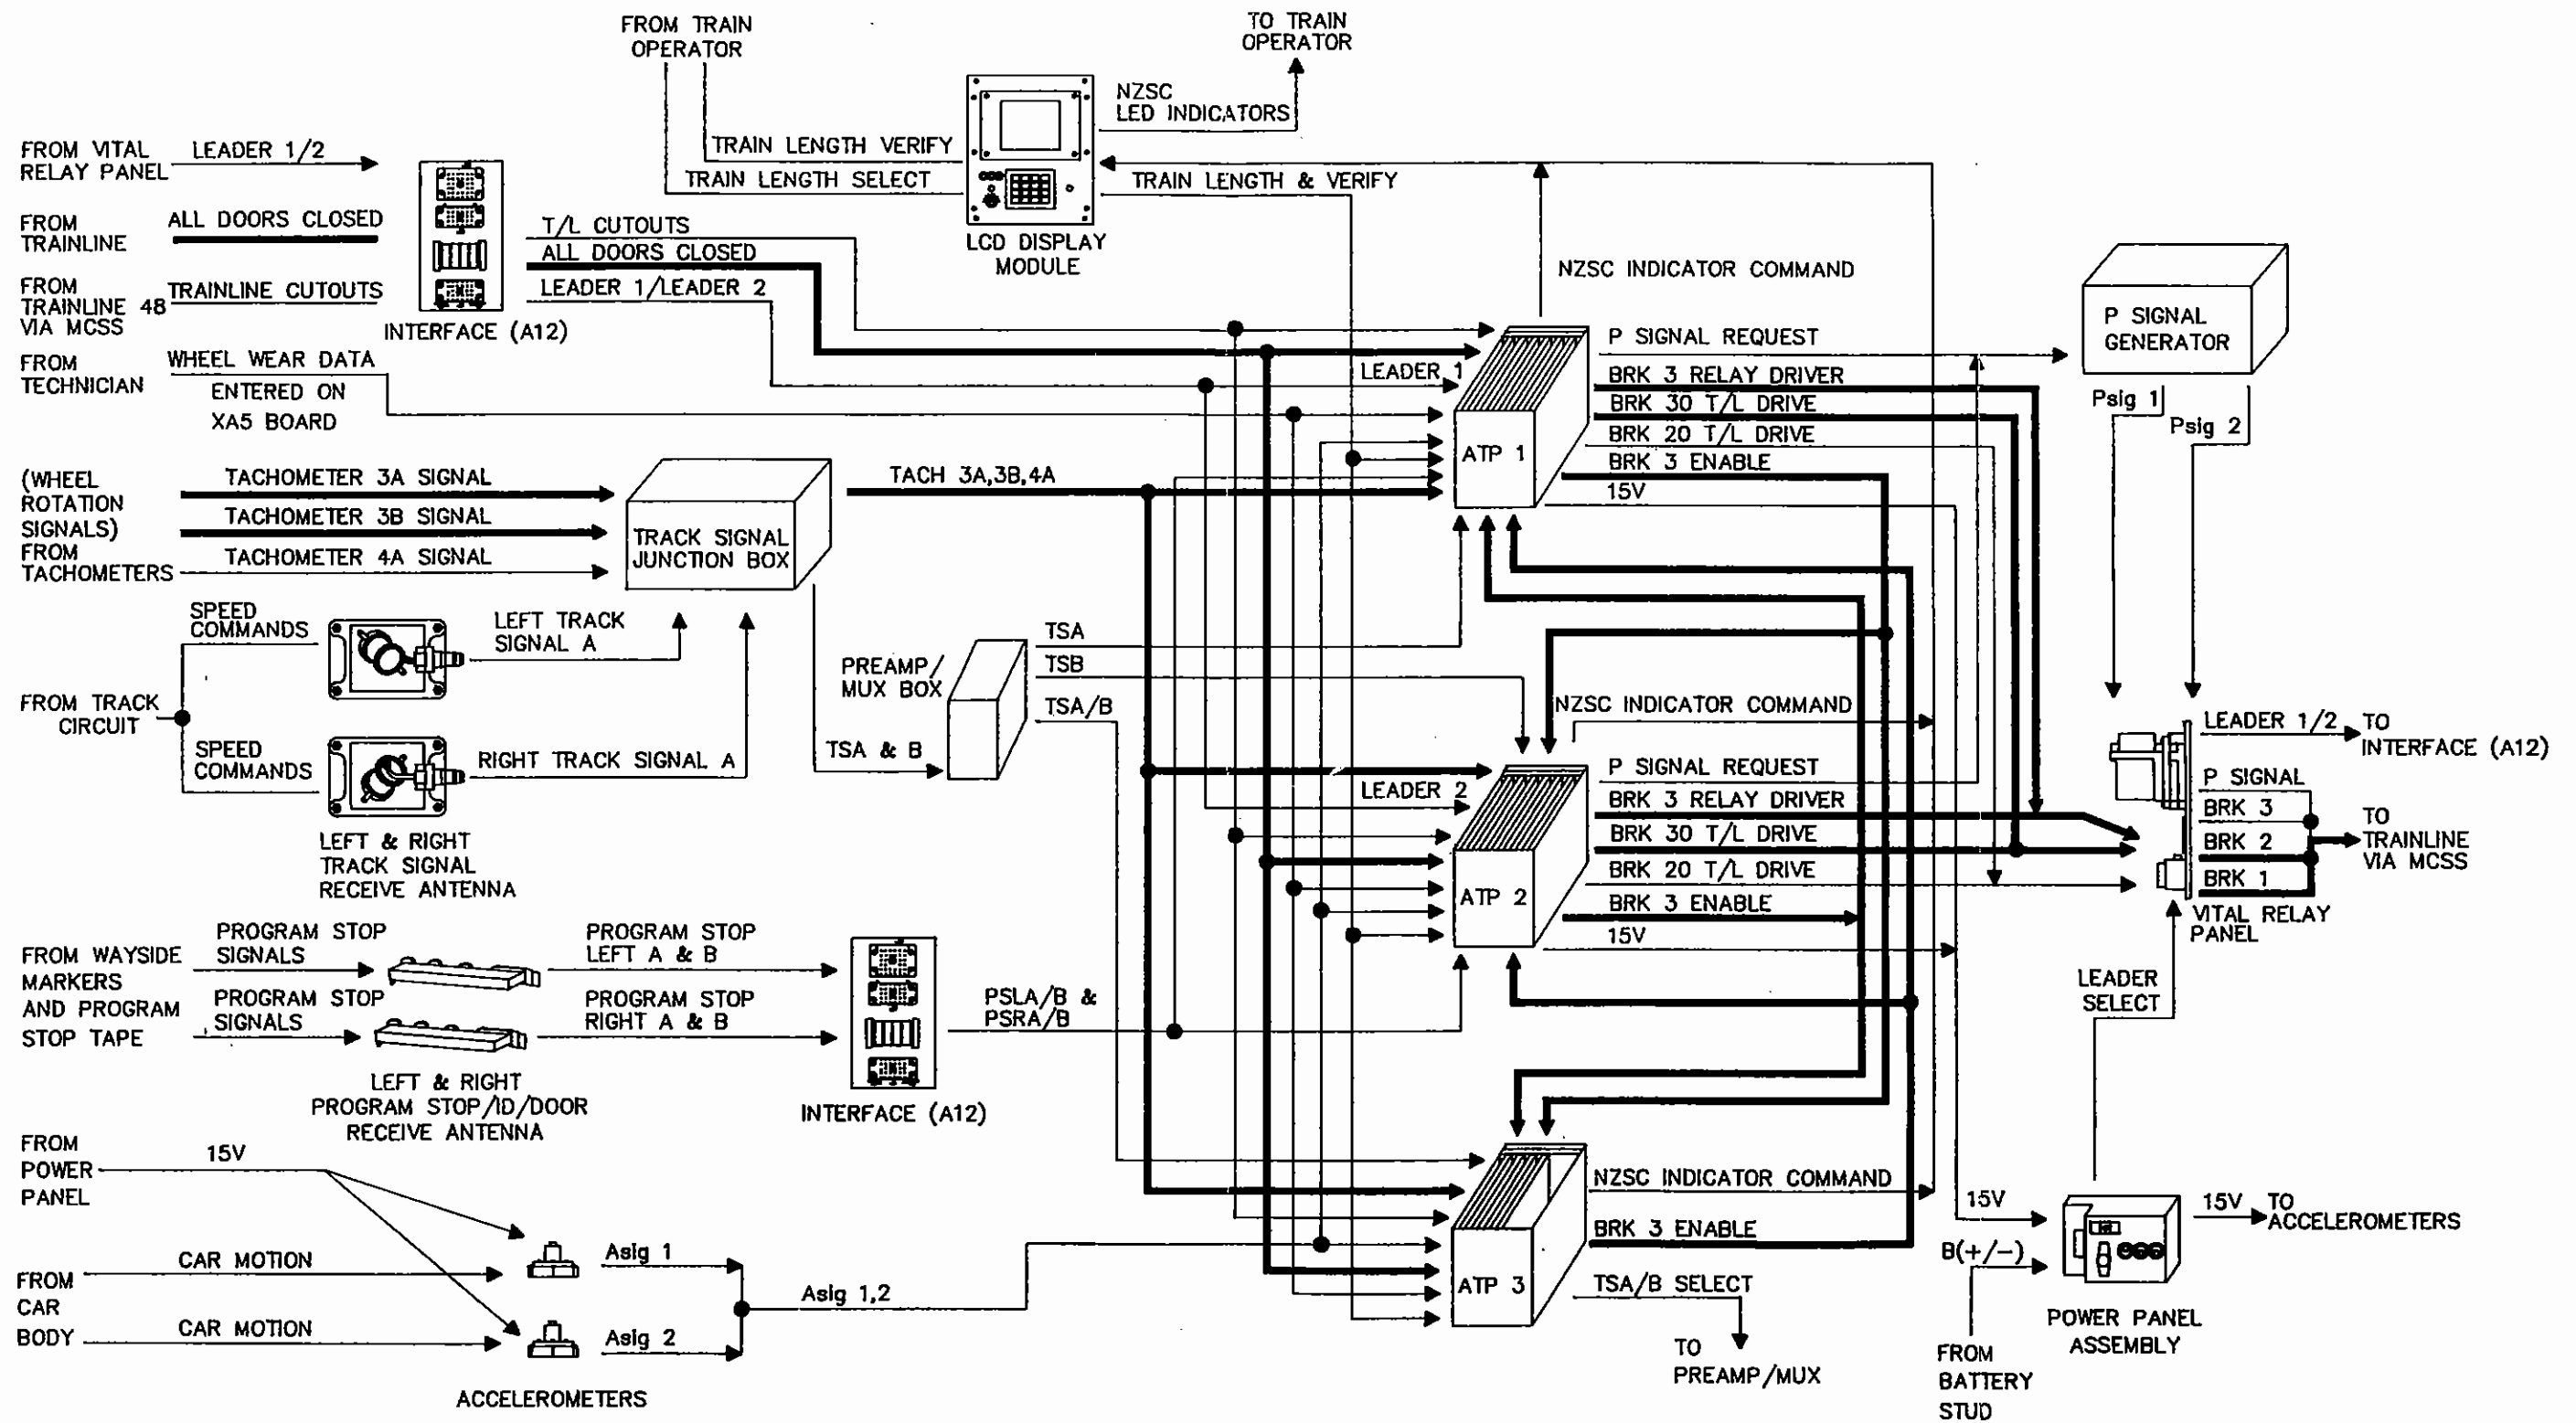 FROM TRAIN
OPERATOR
TO TRAIN
OPERATOR
NZSC
LED INDICATORS
TRAIN LENGTH VERIFY
TRAIN LENGTH SELECT
TRAIN LENGTH & VERIFY
LCD DISPLAY
MODULE
FROM VITAL
RELAY PANEL
LEADER 1/2
FROM
TRAINLINE
ALL DOORS CLOSED
FROM
TRAINLINE 48
VIA MCSS
TRAINLINE CUTOUTS
INTERFACE (A12)
T/L CUTOUTS
ALL DOORS CLOSED
LEADER 1/LEADER 2
FROM
TECHNICIAN
WHEEL WEAR DATA
ENTERED ON
XA5 BOARD
(WHEEL
ROTATION
SIGNALS)
FROM
TACHOMETERS
TACHOMETER 3A SIGNAL
TACHOMETER 3B SIGNAL
TACHOMETER 4A SIGNAL
TRACK SIGNAL
JUNCTION BOX
TACH 3A,3B,4A
FROM TRACK
CIRCUIT
SPEED
COMMANDS
SPEED
COMMANDS
LEFT TRACK
SIGNAL A
RIGHT TRACK SIGNAL A
LEFT & RIGHT
TRACK SIGNAL
RECEIVE ANTENNA
TSA & B
PREAMP/
MUX BOX
TSA
TSB
TSA/B
FROM WAYSIDE
MARKERS
AND PROGRAM
STOP TAPE
PROGRAM STOP
SIGNALS
PROGRAM STOP
SIGNALS
PROGRAM STOP
LEFT A & B
PROGRAM STOP
RIGHT A & B
LEFT & RIGHT
PROGRAM STOP/ID/DOOR
RECEIVE ANTENNA
INTERFACE (A12)
PSLA/B &
PSRA/B
FROM
POWER
PANEL
15V
FROM
CAR
BODY
CAR MOTION
CAR MOTION
Asig 1
Asig 2
Asig 1,2
ACCELEROMETERS
NZSC INDICATOR COMMAND
LEADER 1
ATP 1
P SIGNAL REQUEST
BRK 3 RELAY DRIVER
BRK 30 T/L DRIVE
BRK 20 T/L DRIVE
BRK 3 ENABLE
15V
NZSC INDICATOR COMMAND
LEADER 2
ATP 2
P SIGNAL REQUEST
BRK 3 RELAY DRIVER
BRK 30 T/L DRIVE
BRK 20 T/L DRIVE
BRK 3 ENABLE
15V
ATP 3
NZSC INDICATOR COMMAND
BRK 3 ENABLE
TSA/B SELECT
TO
PREAMP/MUX
P SIGNAL
GENERATOR
Psig 1
Psig 2
LEADER 1/2
TO
INTERFACE (A12)
P SIGNAL
BRK 3
BRK 2
BRK 1
TO
TRAINLINE
VIA MCSS
VITAL RELAY
PANEL
LEADER
SELECT
15V
B(+/-)
FROM
BATTERY
STUD
POWER PANEL
ASSEMBLY
15V
TO
ACCELEROMETERS